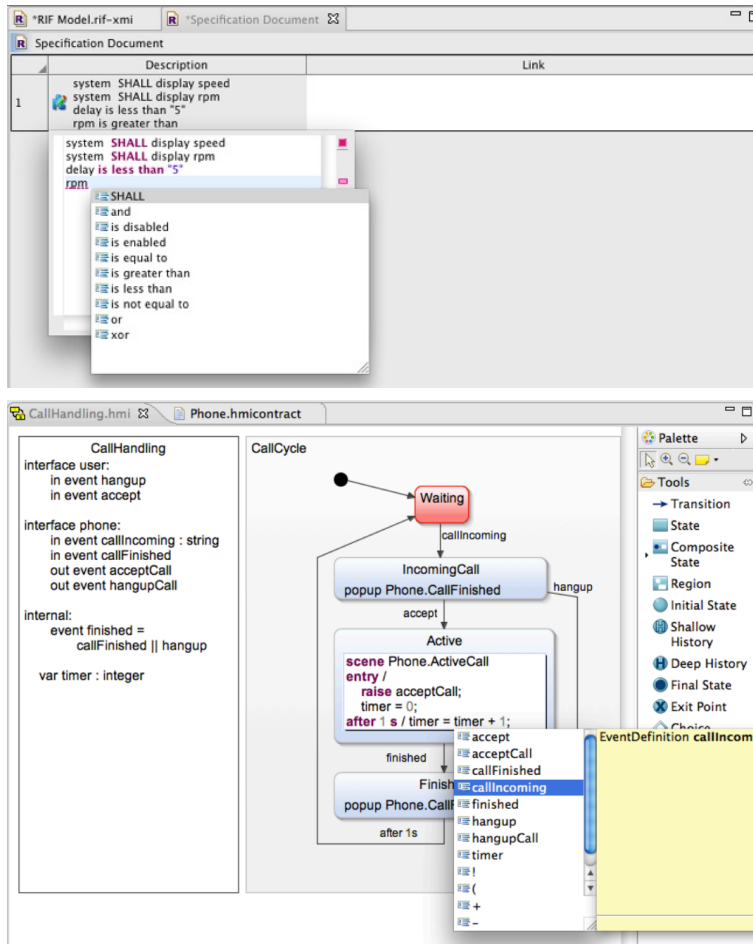 *RIF Model.rif-xmi
*Specification Document
Specification Document
Description
Link
1
system SHALL display speed
system SHALL display rpm
delay is less than "5"
rpm is greater than
system SHALL display speed
system SHALL display rpm
delay is less than "5"
rpm
SHALL
and
is disabled
is enabled
is equal to
is greater than
is less than
is not equal to
or
xor
CallHandling.hmi
Phone.hmicontract
CallHandling
interface user:
in event hangup
in event accept
interface phone:
in event callIncoming : string
in event callFinished
out event acceptCall
out event hangupCall
internal:
event finished =
callFinished || hangup
var timer : integer
CallCycle
Waiting
callIncoming
IncomingCall
popup Phone.CallFinished
hangup
accept
Active
scene Phone.ActiveCall
entry /
raise acceptCall;
timer = 0;
after 1 s / timer = timer + 1;
finished
Finish
popup Phone.CallF
after 1s
accept
acceptCall
callFinished
callIncoming
finished
hangup
hangupCall
timer
!
(
+
-
EventDefinition callIncom
Palette
Tools
Transition
State
Composite
State
Region
Initial State
Shallow
History
Deep History
Final State
Exit Point
Choice